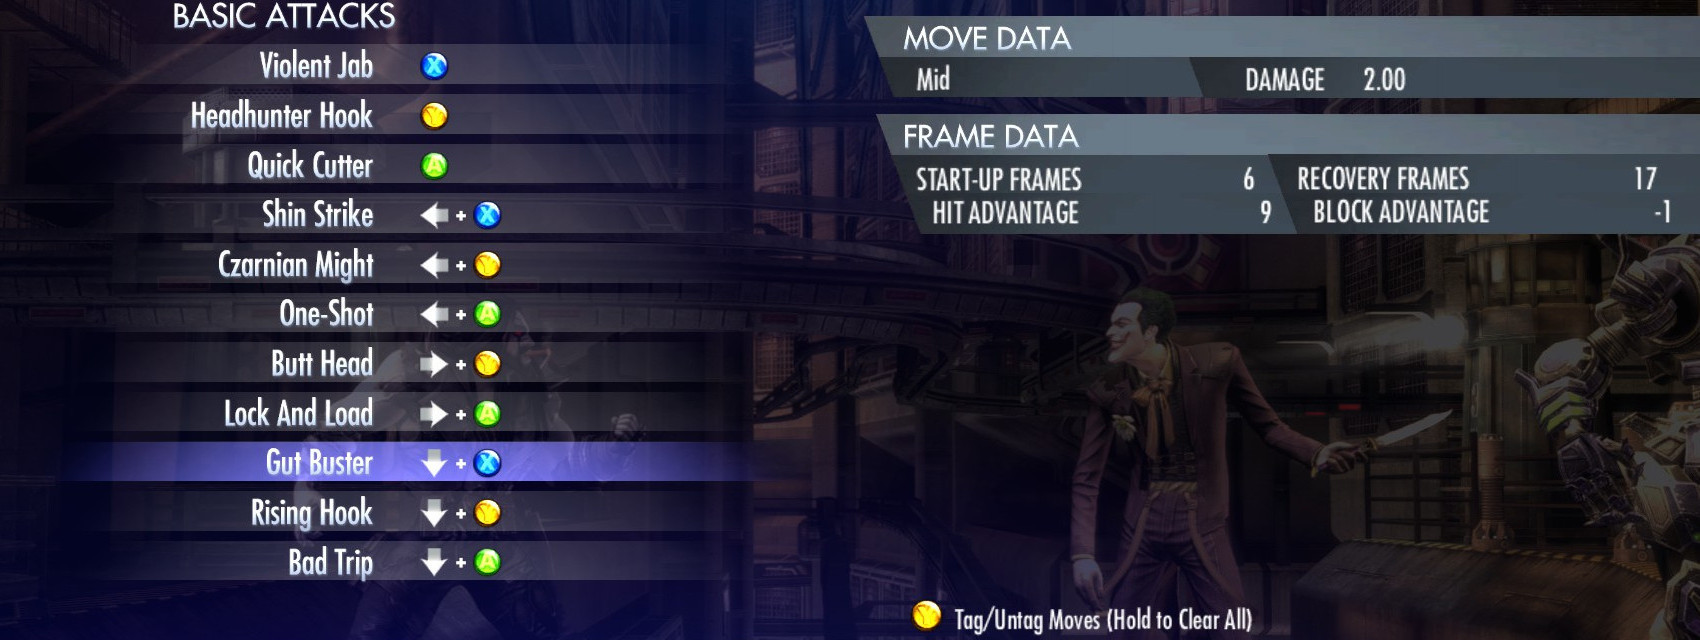 BASIC ATTACKS
Violent Jab X
Headhunter Hook Y
Quick Cutter A
Shin Strike + X
Czarnian Might + Y
One-Shot + A
Butt Head + Y
Lock And Load + A
Gut Buster + X
Rising Hook + Y
Bad Trip + A
MOVE DATA
Mid DAMAGE 2.00
FRAME DATA
START-UP FRAMES 6 RECOVERY FRAMES 17
HIT ADVANTAGE 9 BLOCK ADVANTAGE -1
Y Tag/Untag Moves (Hold to Clear All)